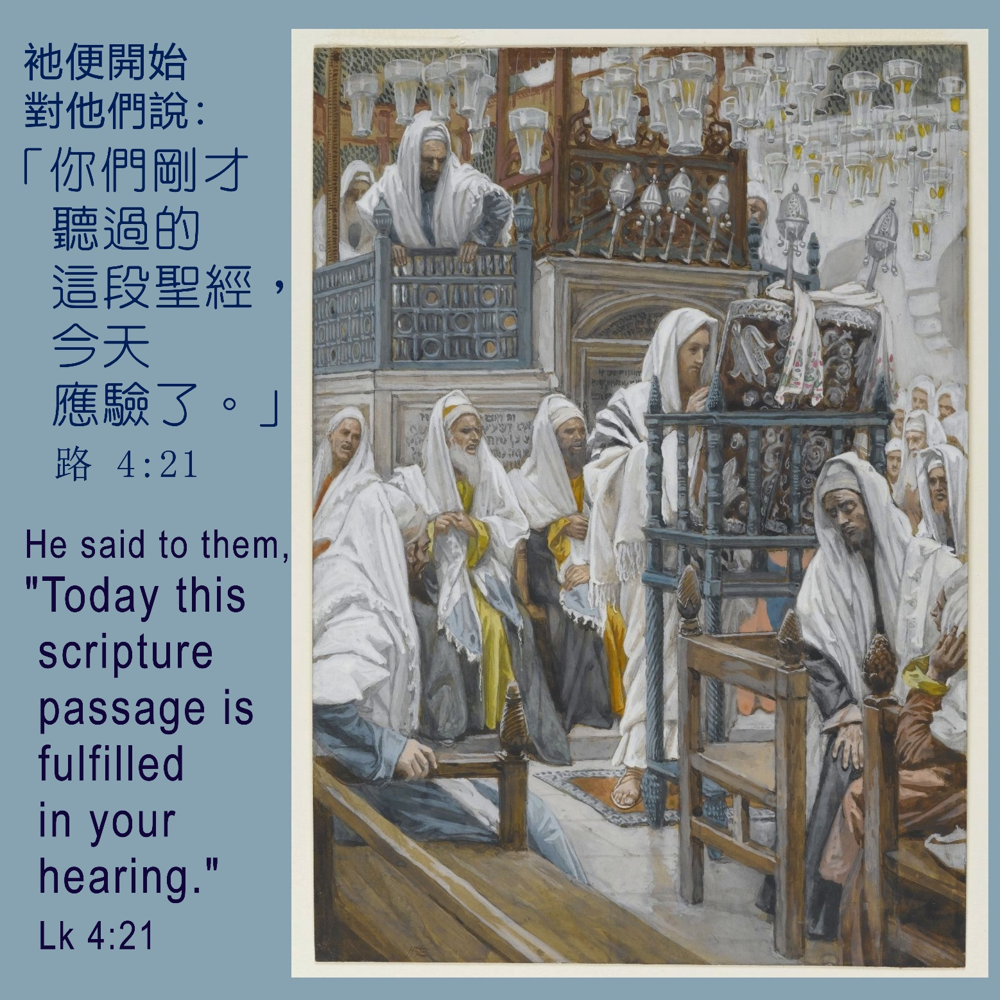 祂便開始
對他們說:
「你們剛才
聽過的
這段聖經，
今天
應驗了。」
路 4:21
He said to them,
"Today this
scripture
passage is
fulfilled
in your
hearing."
Lk 4:21